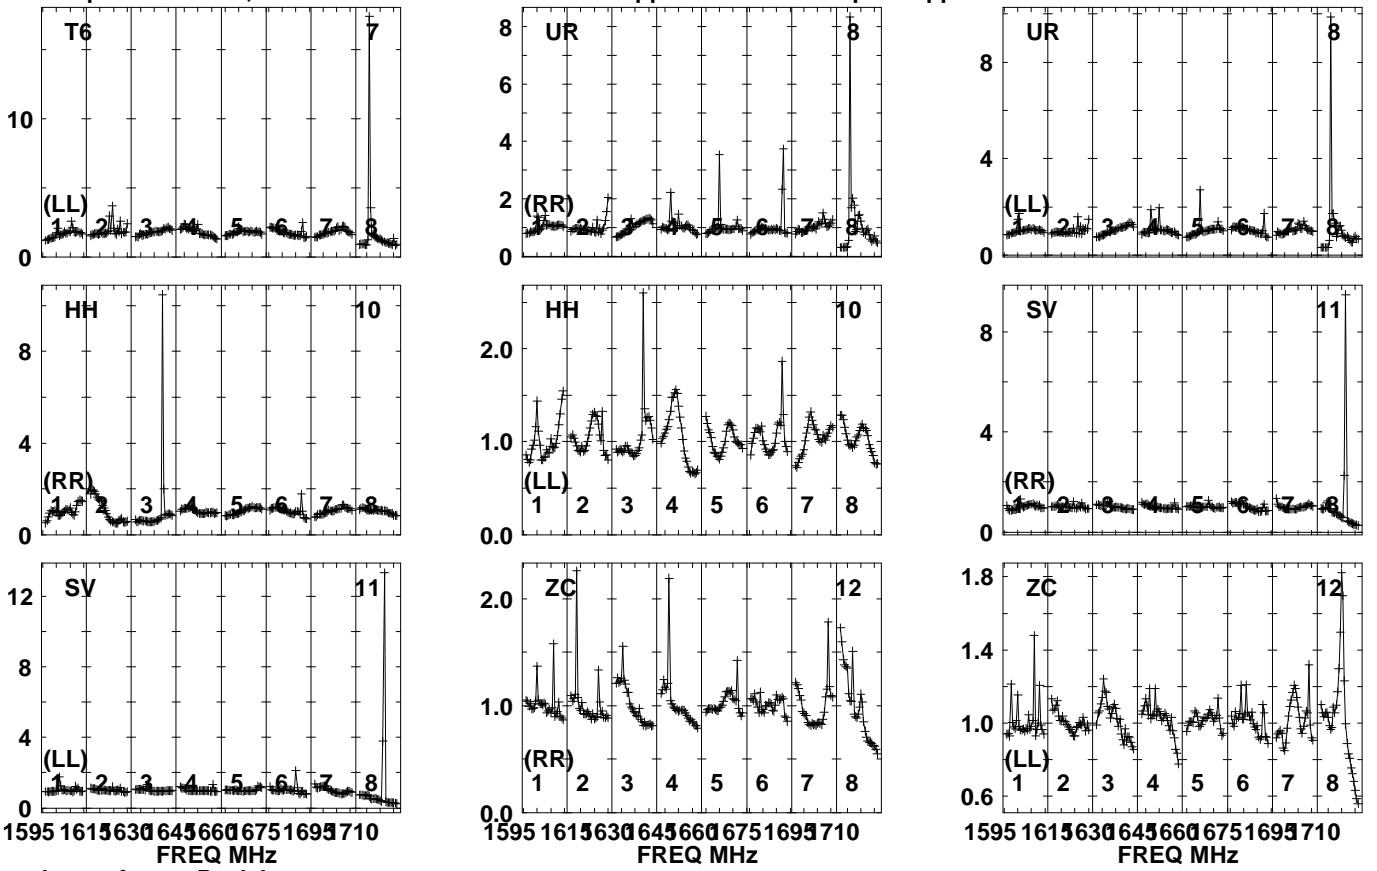 T6 7
10
(LL)
1 2 3 4 5 6 7 8
0
UR 8
8
6
4
2
(RR)
1 2 3 4 5 6 7 8
0
UR 8
8
4
(LL)
1 2 3 4 5 6 7 8
0
HH 10
8
4
(RR)
1 2 3 4 5 6 7 8
0
HH 10
2.0
1.0
(LL)
1 2 3 4 5 6 7 8
0.0
SV 11
8
4
(RR)
1 2 3 4 5 6 7 8
0
SV 11
12
8
4
(LL)
1 2 3 4 5 6 7 8
0
1595 1615 1630 1645 1660 1675 1695 1710
FREQ MHz
ZC 12
2.0
1.0
(RR)
1 2 3 4 5 6 7 8
0.0
1595 1615 1630 1645 1660 1675 1695 1710
FREQ MHz
ZC 12
1.8
1.4
1.0
(LL)
1 2 3 4 5 6 7 8
0.6
1595 1615 1630 1645 1660 1675 1695 1710
FREQ MHz